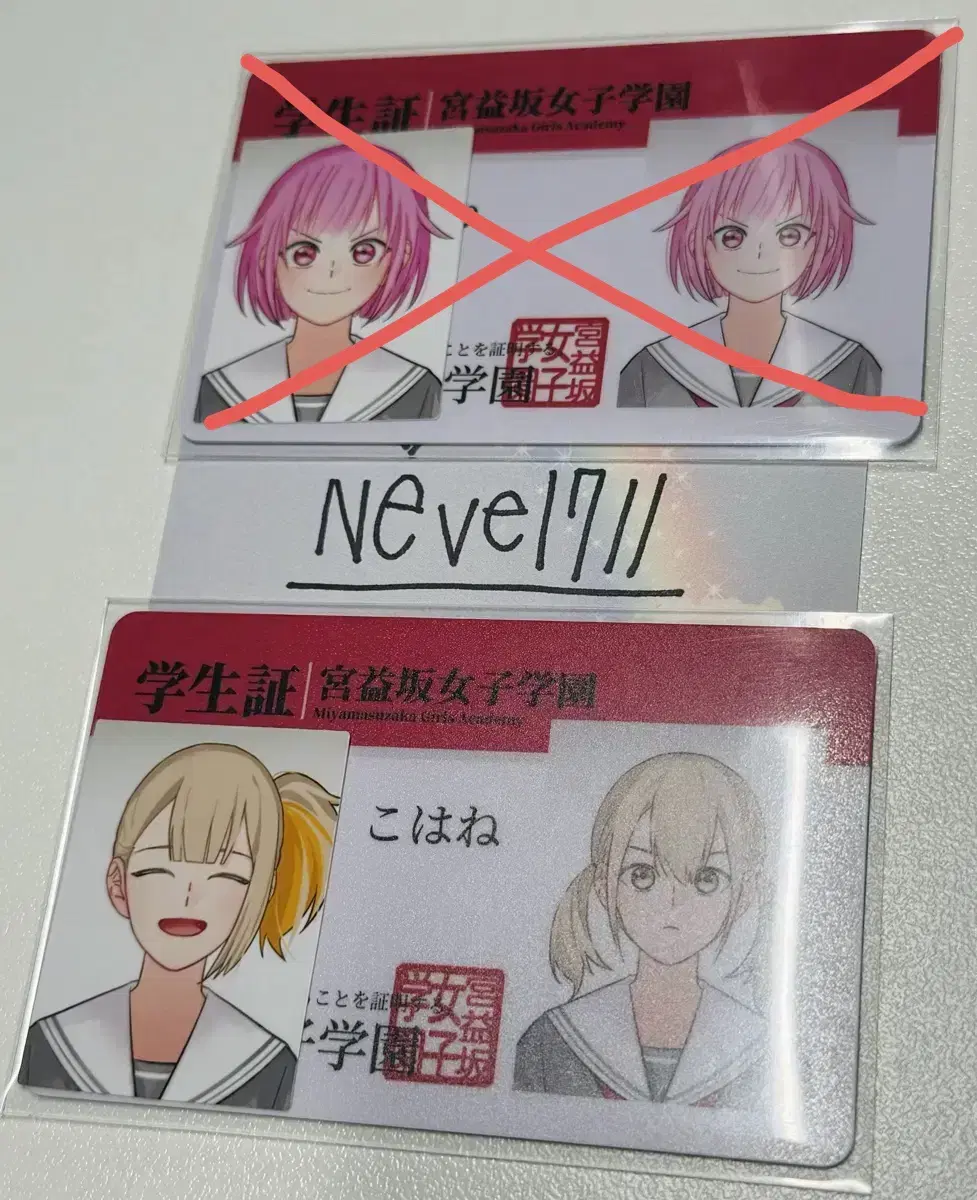 学生証 宮益坂女子学園
Miyamasuzaka Girls Academy
ことを証明する
学園
宮益坂女子学園
Neve1711
学生証 宮益坂女子学園
Miyamasuzaka Girls Academy
こはね
ことを証明する
学園
宮益坂女子学園